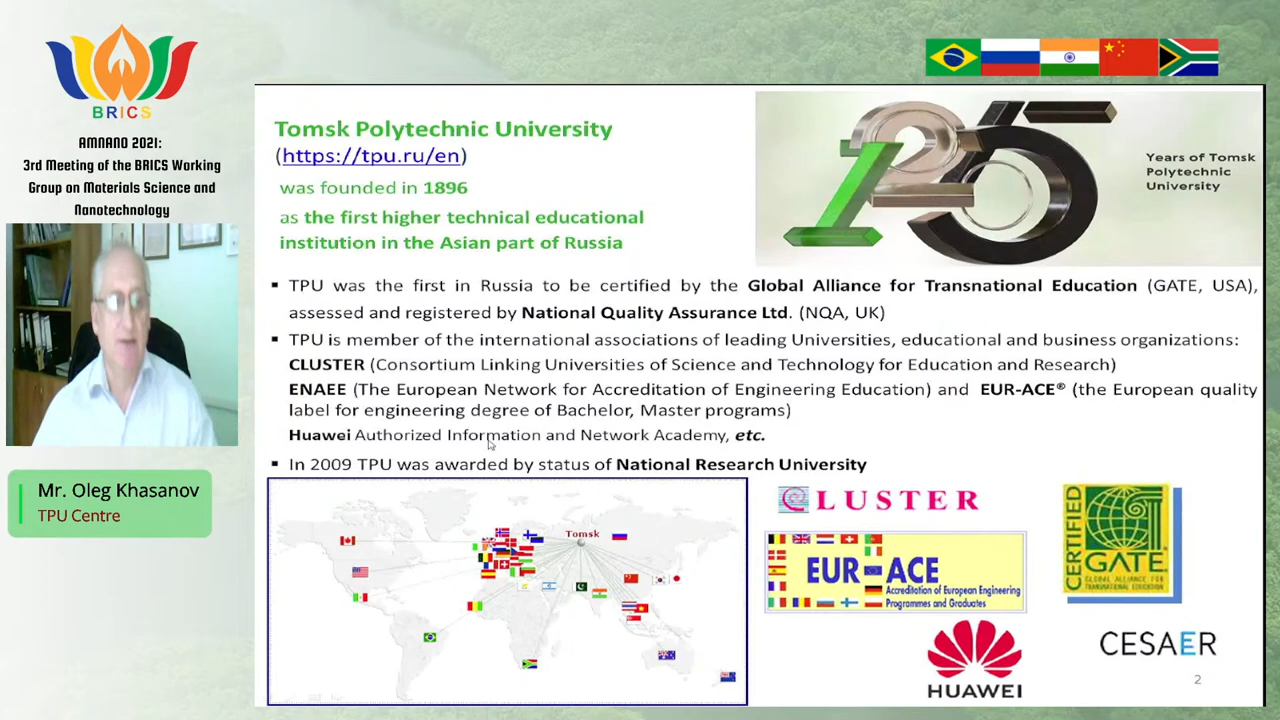 BRICS
AMNANO 2021:
3rd Meeting of the BRICS Working
Group on Materials Science and
Nanotechnology
Mr. Oleg Khasanov
TPU Centre
Tomsk Polytechnic University
(https://tpu.ru/en)
was founded in 1896
as the first higher technical educational
institution in the Asian part of Russia
125
Years of Tomsk
Polytechnic
University
▪ TPU was the first in Russia to be certified by the Global Alliance for Transnational Education (GATE, USA),
assessed and registered by National Quality Assurance Ltd. (NQA, UK)
▪ TPU is member of the international associations of leading Universities, educational and business organizations:
CLUSTER (Consortium Linking Universities of Science and Technology for Education and Research)
ENAEE (The European Network for Accreditation of Engineering Education) and EUR-ACE® (the European quality
label for engineering degree of Bachelor, Master programs)
Huawei Authorized Information and Network Academy, etc.
▪ In 2009 TPU was awarded by status of National Research University
Tomsk
CLUSTER
EUR-ACE
Accreditation of European Engineering
Programmes and Graduates
CERTIFIED
GATE
GLOBAL ALLIANCE FOR
TRANSNATIONAL EDUCATION
HUAWEI
CESAER
2